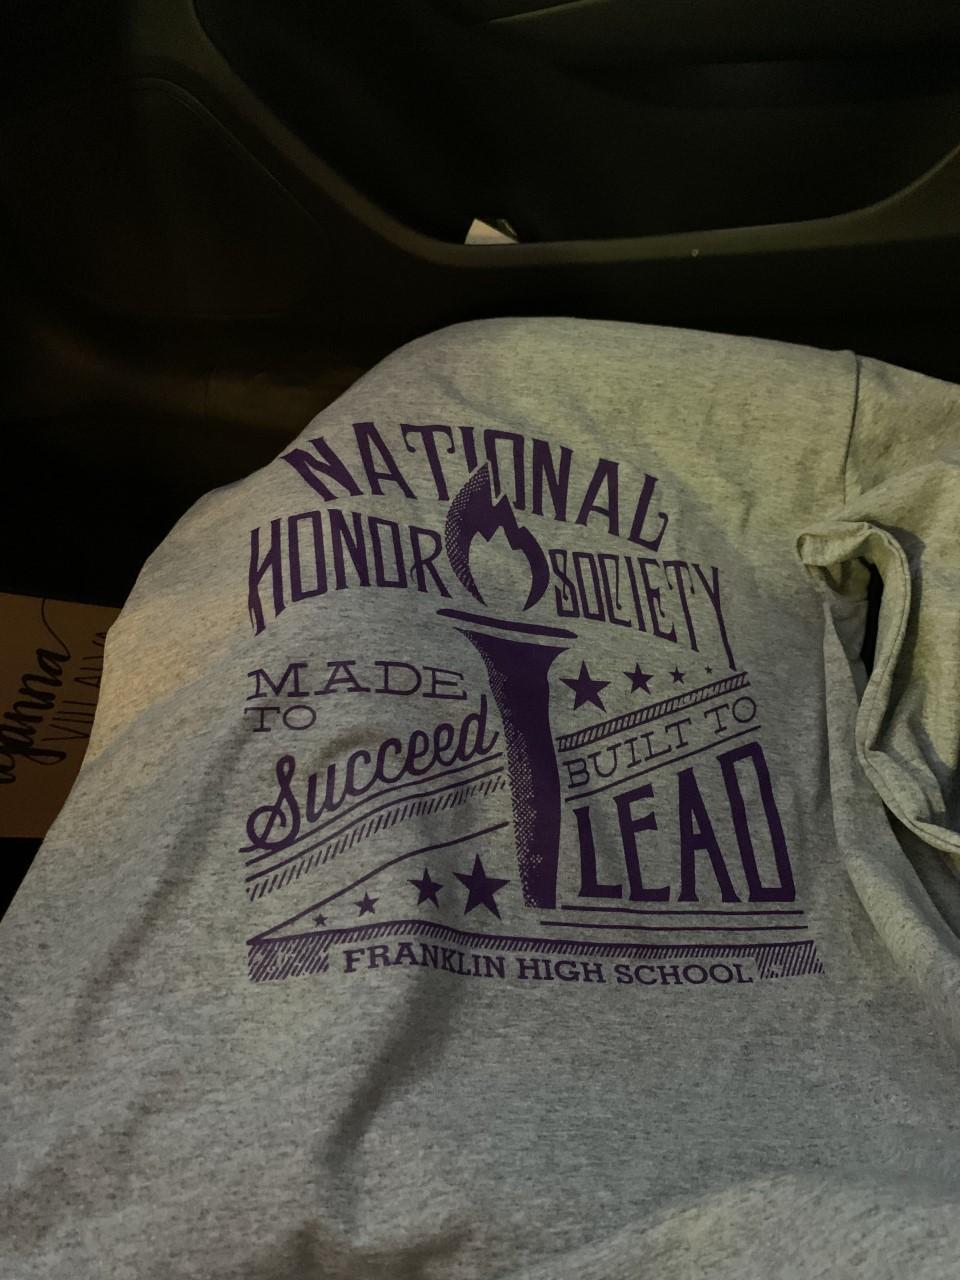 NATIONAL
HONOR SOCIETY
MADE
TO
Succeed
BUILT TO
LEAD
FRANKLIN HIGH SCHOOL